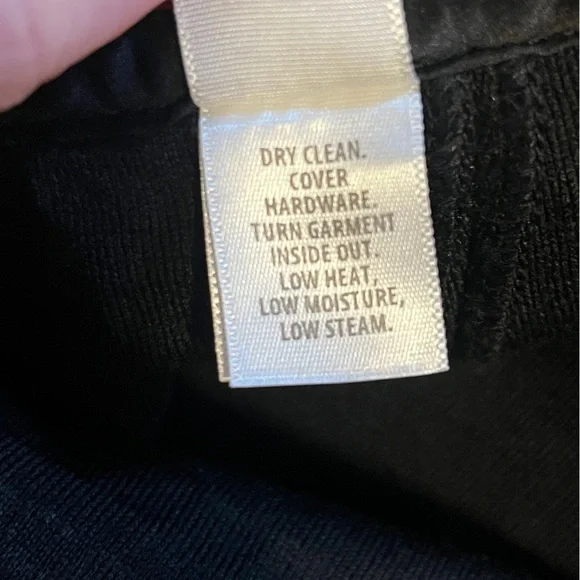 DRY CLEAN.
COVER
HARDWARE.
TURN GARMENT
INSIDE OUT.
LOW HEAT,
LOW MOISTURE,
LOW STEAM.